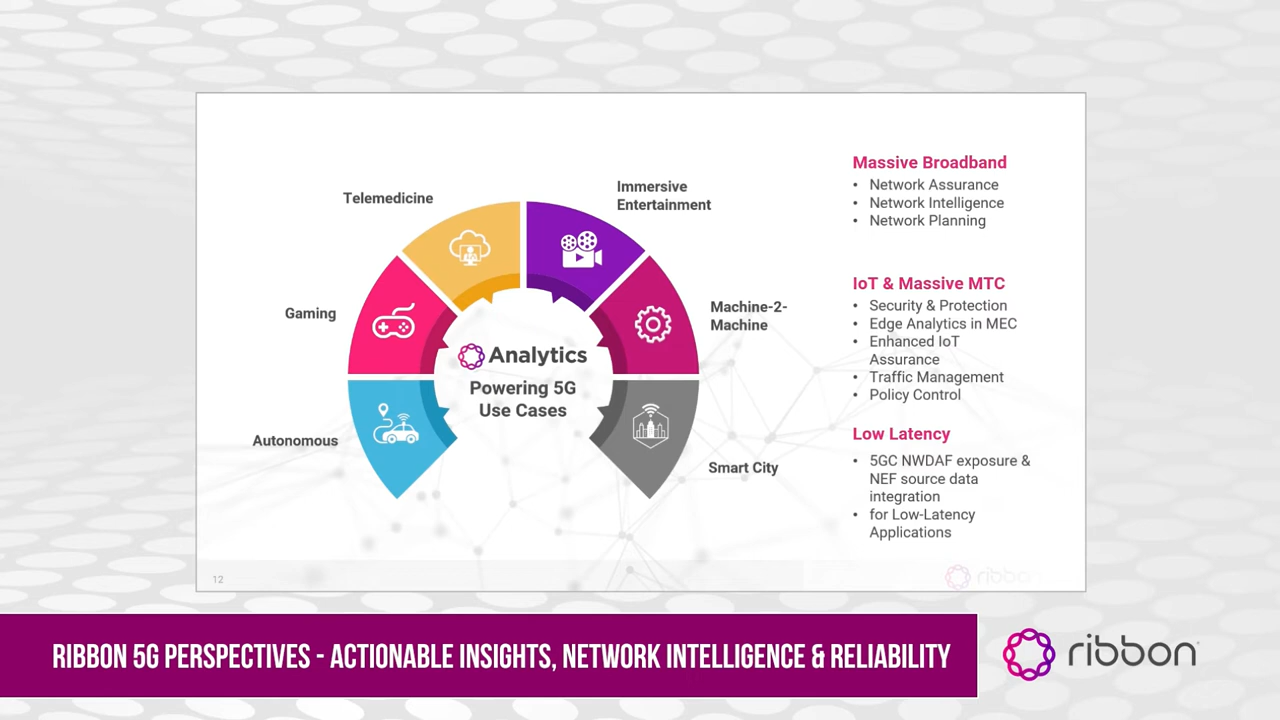 Telemedicine
Immersive
Entertainment
Gaming
Machine-2-
Machine
Autonomous
Smart City
Analytics
Powering 5G
Use Cases
Massive Broadband
• Network Assurance
• Network Intelligence
• Network Planning
IoT & Massive MTC
• Security & Protection
• Edge Analytics in MEC
• Enhanced IoT
Assurance
• Traffic Management
• Policy Control
Low Latency
• 5GC NWDAF exposure &
NEF source data
integration
• for Low-Latency
Applications
12
ribbon
RIBBON 5G PERSPECTIVES - ACTIONABLE INSIGHTS, NETWORK INTELLIGENCE & RELIABILITY
ribbon